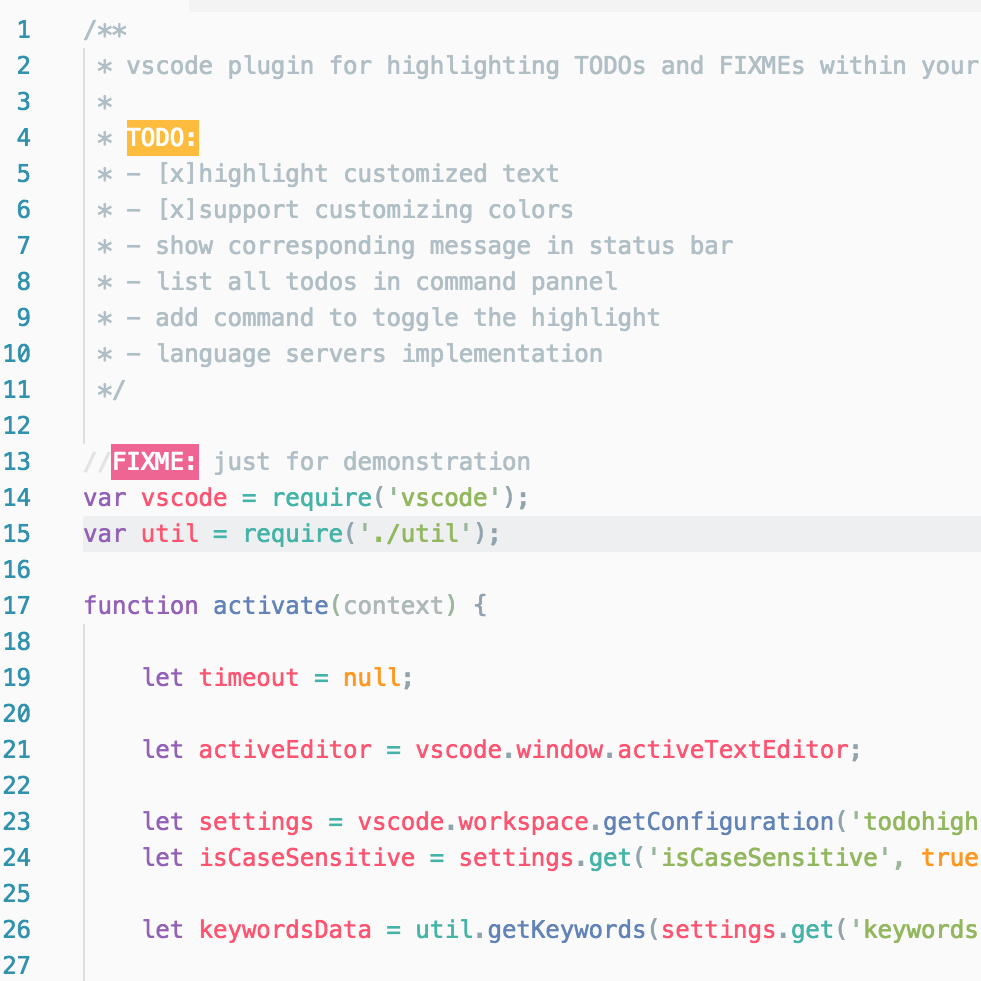 1 /**
2  * vscode plugin for highlighting TODOs and FIXMEs within your
3  *
4  * TODO:
5  * - [x]highlight customized text
6  * - [x]support customizing colors
7  * - show corresponding message in status bar
8  * - list all todos in command pannel
9  * - add command to toggle the highlight
10  * - language servers implementation
11  */
12
13 //FIXME: just for demonstration
14 var vscode = require('vscode');
15 var util = require('./util');
16
17 function activate(context) {
18
19     let timeout = null;
20
21     let activeEditor = vscode.window.activeTextEditor;
22
23     let settings = vscode.workspace.getConfiguration('todohigh
24     let isCaseSensitive = settings.get('isCaseSensitive', true
25
26     let keywordsData = util.getKeywords(settings.get('keywords
27